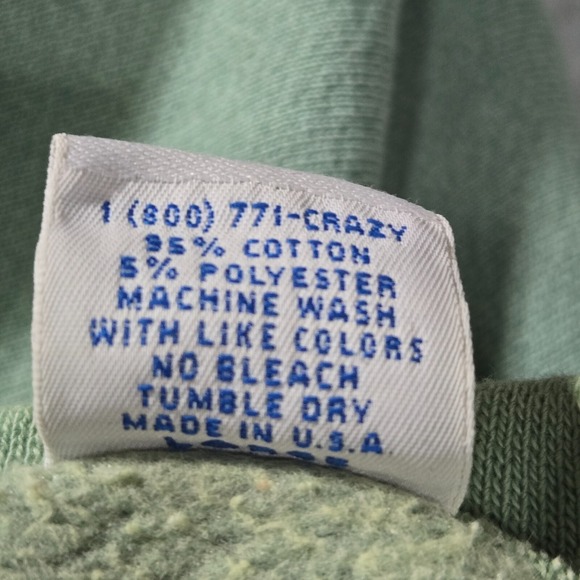 1 (800) 771-CRAZY
95% COTTON
5% POLYESTER
MACHINE WASH
WITH LIKE COLORS
NO BLEACH
TUMBLE DRY
MADE IN U.S.A